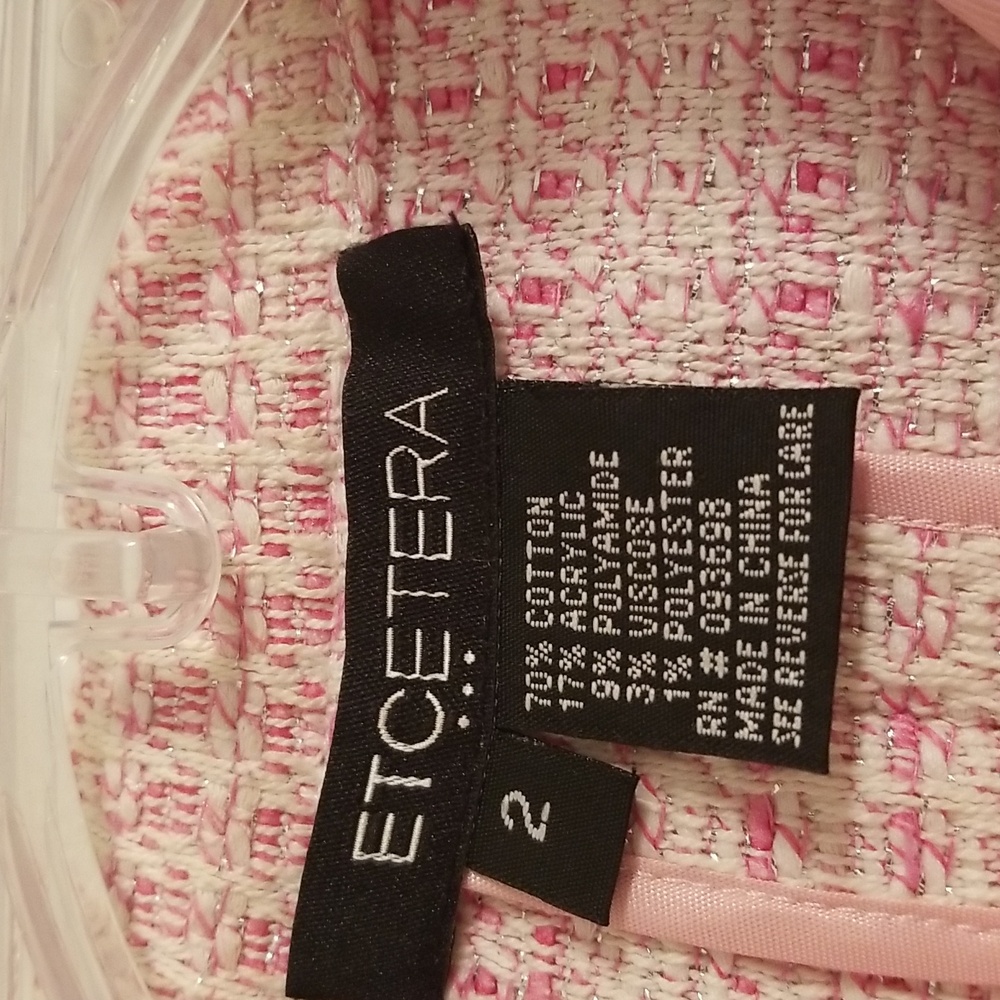 ETCETERA
70% COTTON
17% ACRYLIC
9% POLYAMIDE
3% VISCOSE
1% POLYESTER
RN # 093698
MADE IN CHINA
SEE REVERSE FOR CARE
2